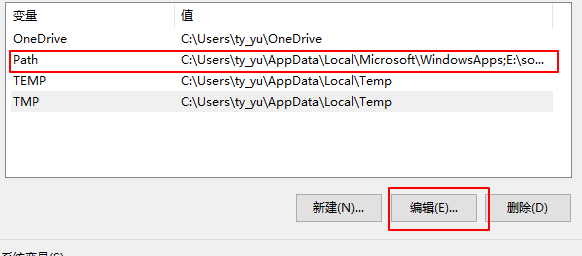 变量 值
OneDrive C:\Users\ty_yu\OneDrive
Path C:\Users\ty_yu\AppData\Local\Microsoft\WindowsApps;E:\so...
TEMP C:\Users\ty_yu\AppData\Local\Temp
TMP C:\Users\ty_yu\AppData\Local\Temp
新建(N)... 编辑(E)... 删除(D)
系统变量(S)